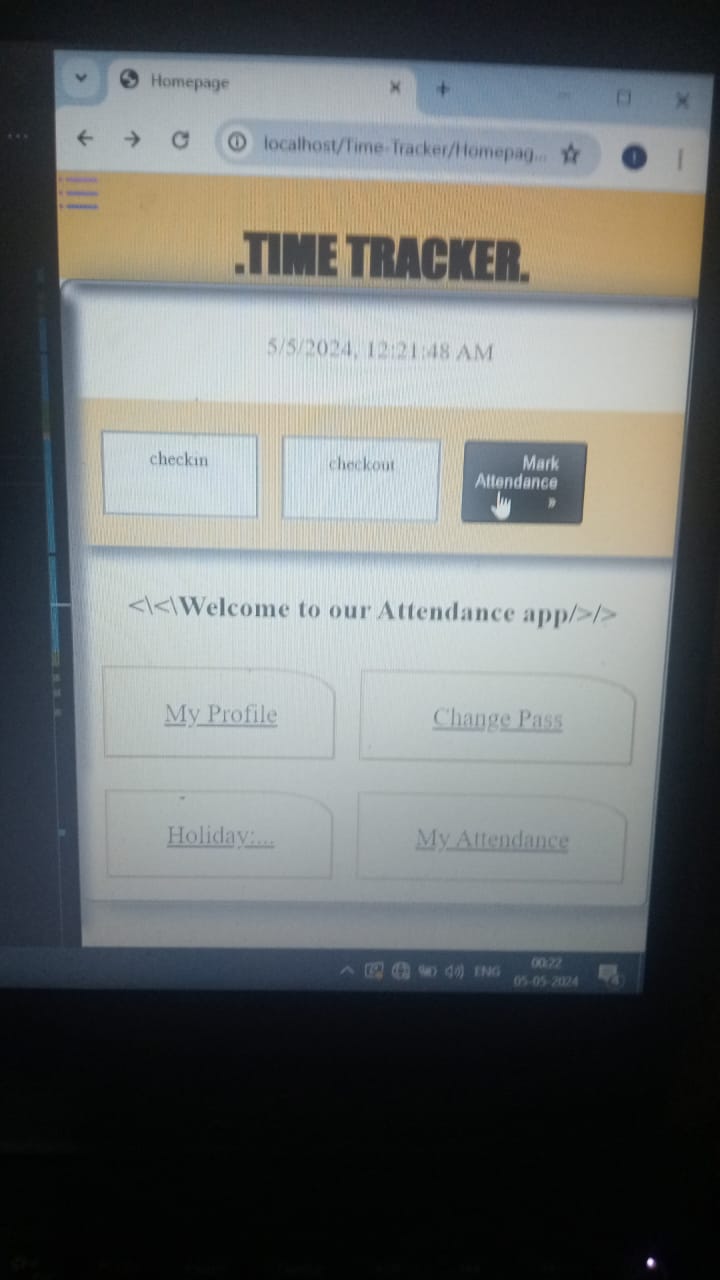 Homepage
localhost/Time-Tracker/Homepag...
.TIME TRACKER.
5/5/2024, 12:21:48 AM
checkin
checkout
Mark
Attendance
»
<\<\Welcome to our Attendance app/>/>
My Profile
Change Pass
Holiday:...
My Attendance
ENG
00:22
05-05-2024